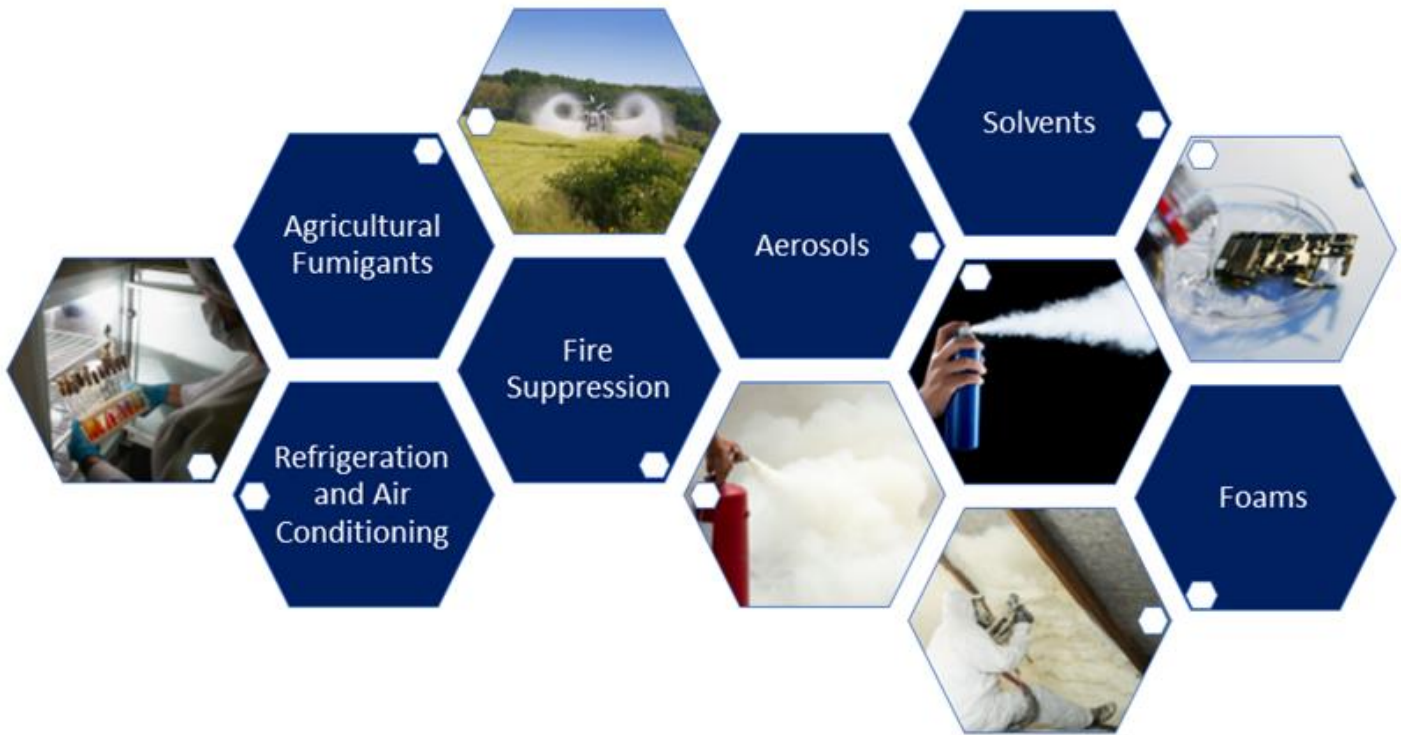 Solvents
Agricultural
Fumigants
Aerosols
Fire
Suppression
Refrigeration
and Air
Conditioning
Foams